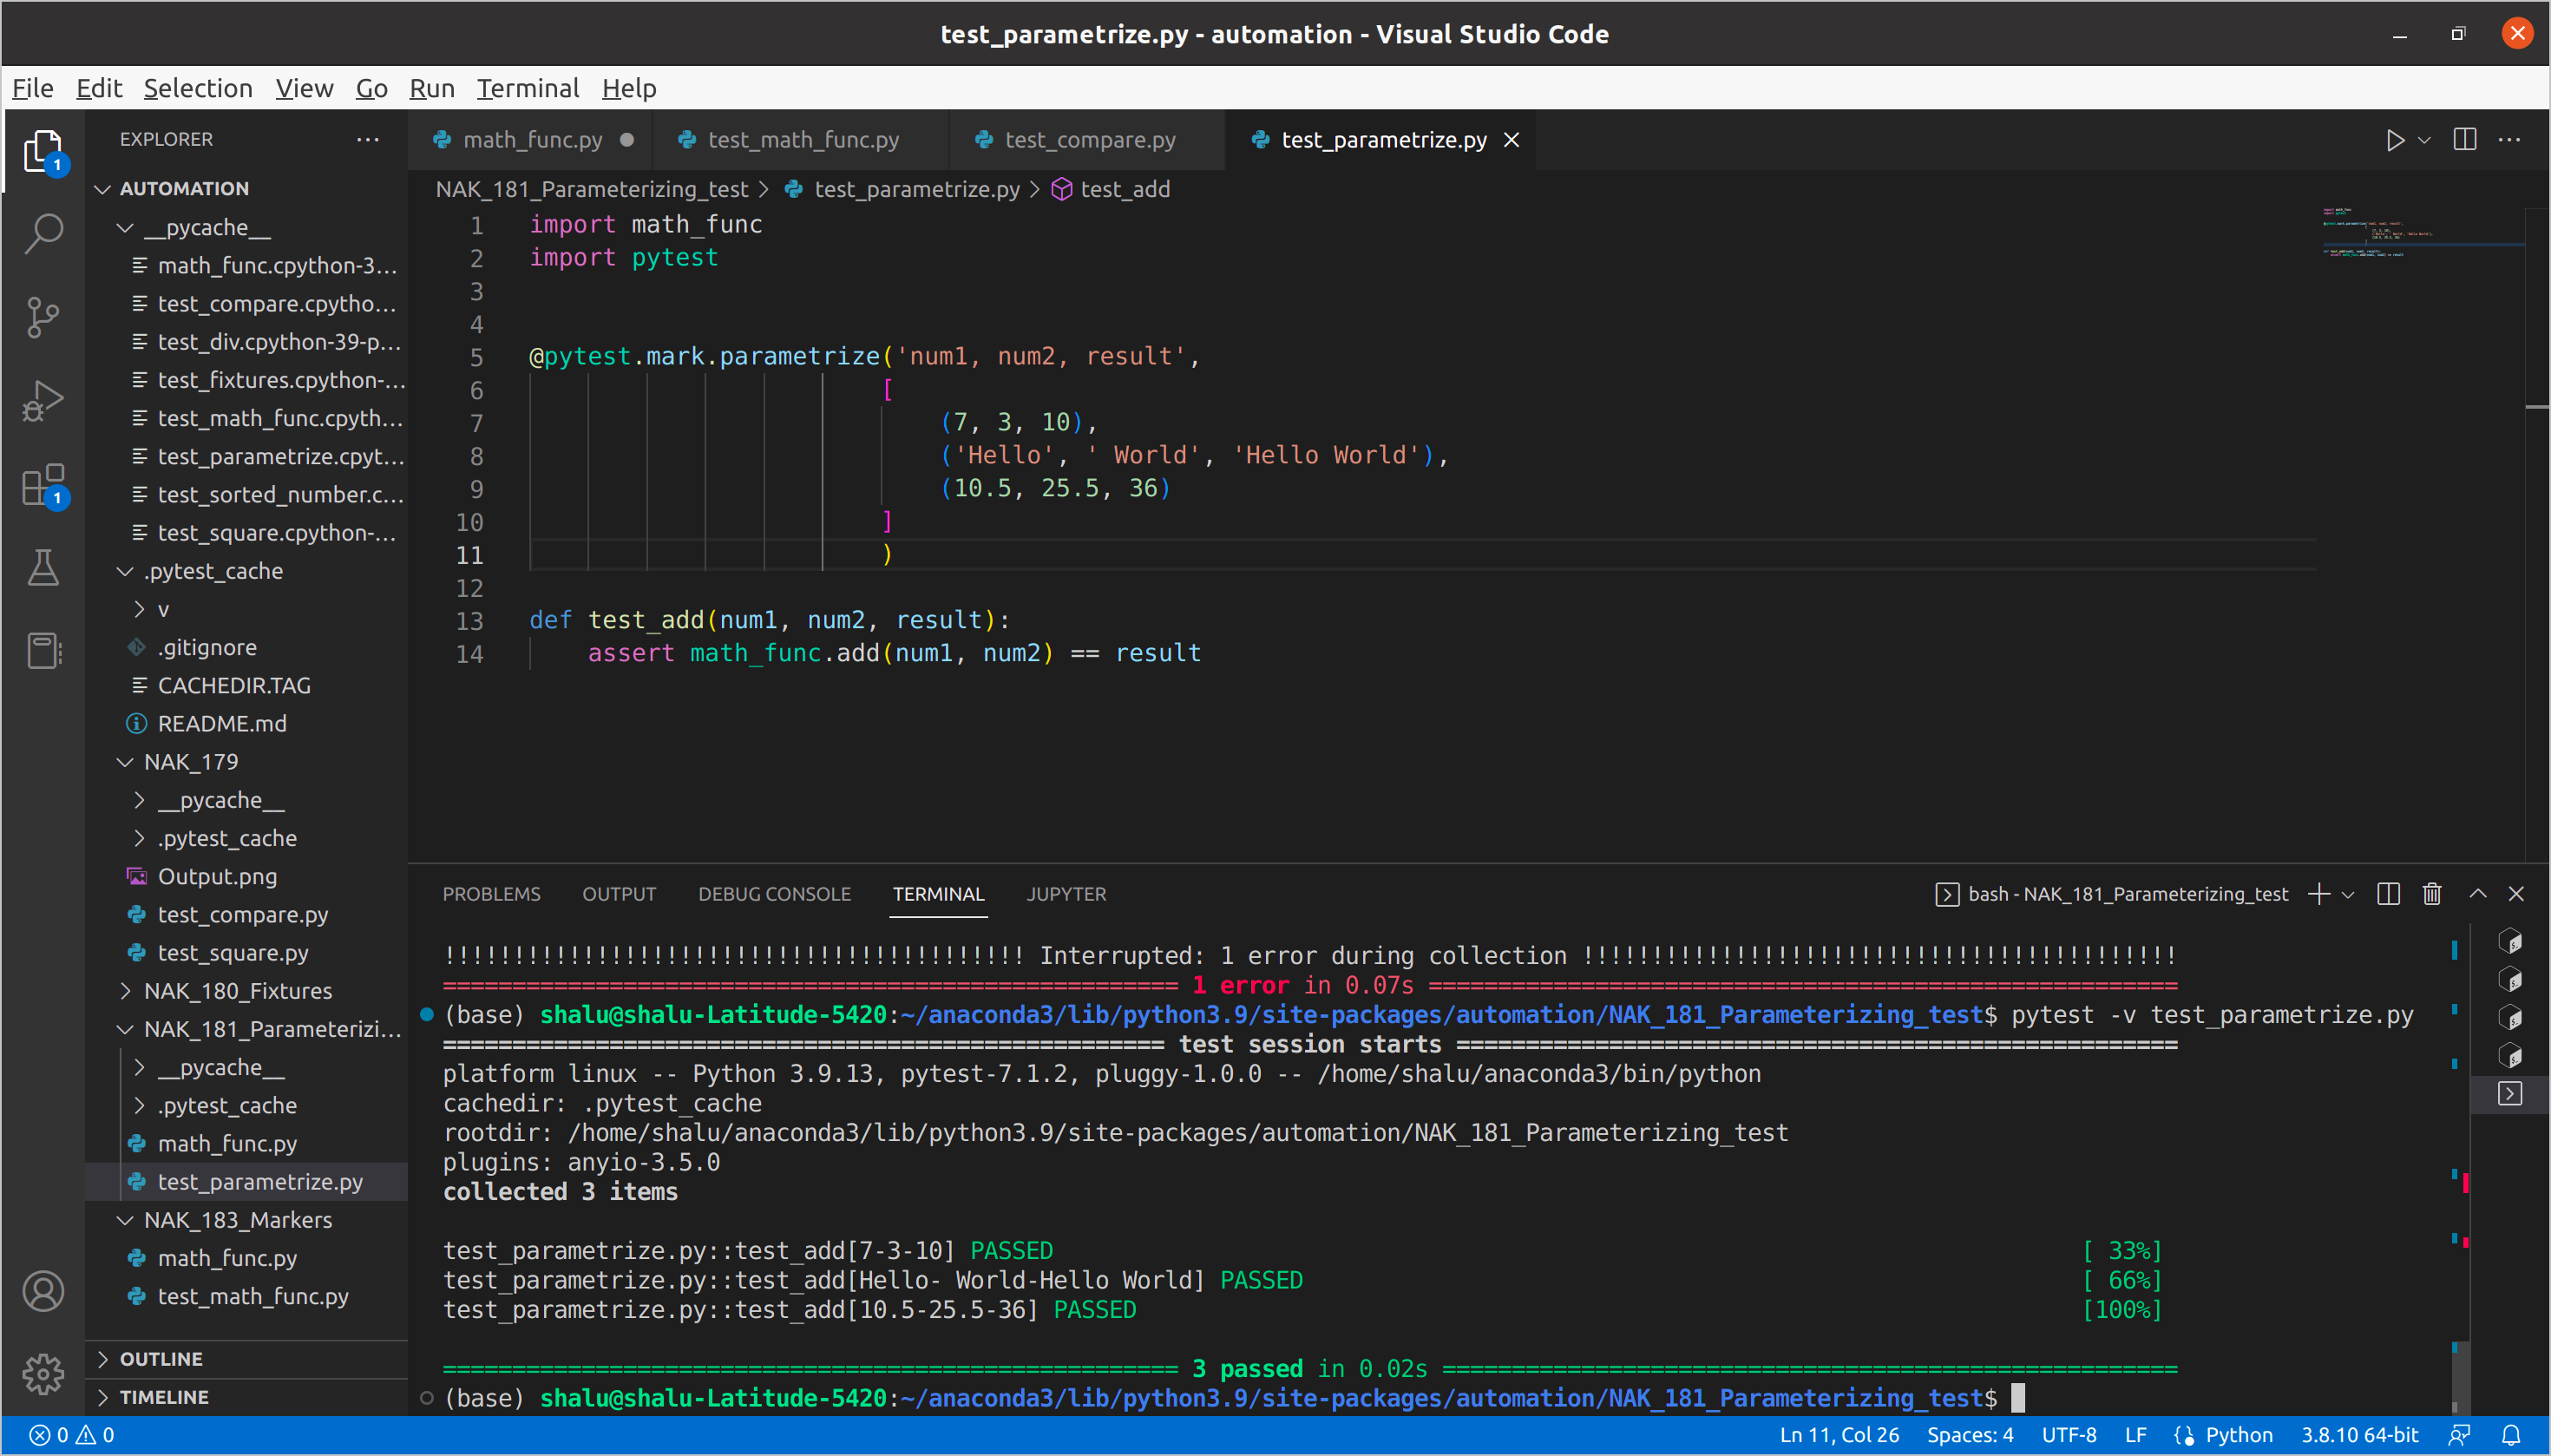 test_parametrize.py - automation - Visual Studio Code
File Edit Selection View Go Run Terminal Help
EXPLORER
1
1
AUTOMATION
__pycache__
math_func.cpython-3...
test_compare.cpytho...
test_div.cpython-39-p...
test_fixtures.cpython-...
test_math_func.cpyth...
test_parametrize.cpyt...
test_sorted_number.c...
test_square.cpython-...
.pytest_cache
v
.gitignore
CACHEDIR.TAG
README.md
NAK_179
__pycache__
.pytest_cache
Output.png
test_compare.py
test_square.py
NAK_180_Fixtures
NAK_181_Parameterizi...
__pycache__
.pytest_cache
math_func.py
test_parametrize.py
NAK_183_Markers
math_func.py
test_math_func.py
OUTLINE
TIMELINE
math_func.py test_math_func.py test_compare.py test_parametrize.py
NAK_181_Parameterizing_test > test_parametrize.py > test_add
1 import math_func
2 import pytest
3
4
5 @pytest.mark.parametrize('num1, num2, result',
6 [
7 (7, 3, 10),
8 ('Hello', ' World', 'Hello World'),
9 (10.5, 25.5, 36)
10 ]
11 )
12
13 def test_add(num1, num2, result):
14 assert math_func.add(num1, num2) == result
PROBLEMS OUTPUT DEBUG CONSOLE TERMINAL JUPYTER
bash - NAK_181_Parameterizing_test
!!!!!!!!!!!!!!!!!!!!!!!!!!!!!!!!!!!!!!!!!! Interrupted: 1 error during collection !!!!!!!!!!!!!!!!!!!!!!!!!!!!!!!!!!!!!!!!!!!
===================================================== 1 error in 0.07s ======================================================
(base) shalu@shalu-Latitude-5420:~/anaconda3/lib/python3.9/site-packages/automation/NAK_181_Parameterizing_test$ pytest -v test_parametrize.py
==================================================== test session starts ====================================================
platform linux -- Python 3.9.13, pytest-7.1.2, pluggy-1.0.0 -- /home/shalu/anaconda3/bin/python
cachedir: .pytest_cache
rootdir: /home/shalu/anaconda3/lib/python3.9/site-packages/automation/NAK_181_Parameterizing_test
plugins: anyio-3.5.0
collected 3 items
test_parametrize.py::test_add[7-3-10] PASSED [ 33%]
test_parametrize.py::test_add[Hello- World-Hello World] PASSED [ 66%]
test_parametrize.py::test_add[10.5-25.5-36] PASSED [100%]
===================================================== 3 passed in 0.02s =====================================================
(base) shalu@shalu-Latitude-5420:~/anaconda3/lib/python3.9/site-packages/automation/NAK_181_Parameterizing_test$
0 0 Ln 11, Col 26 Spaces: 4 UTF-8 LF Python 3.8.10 64-bit